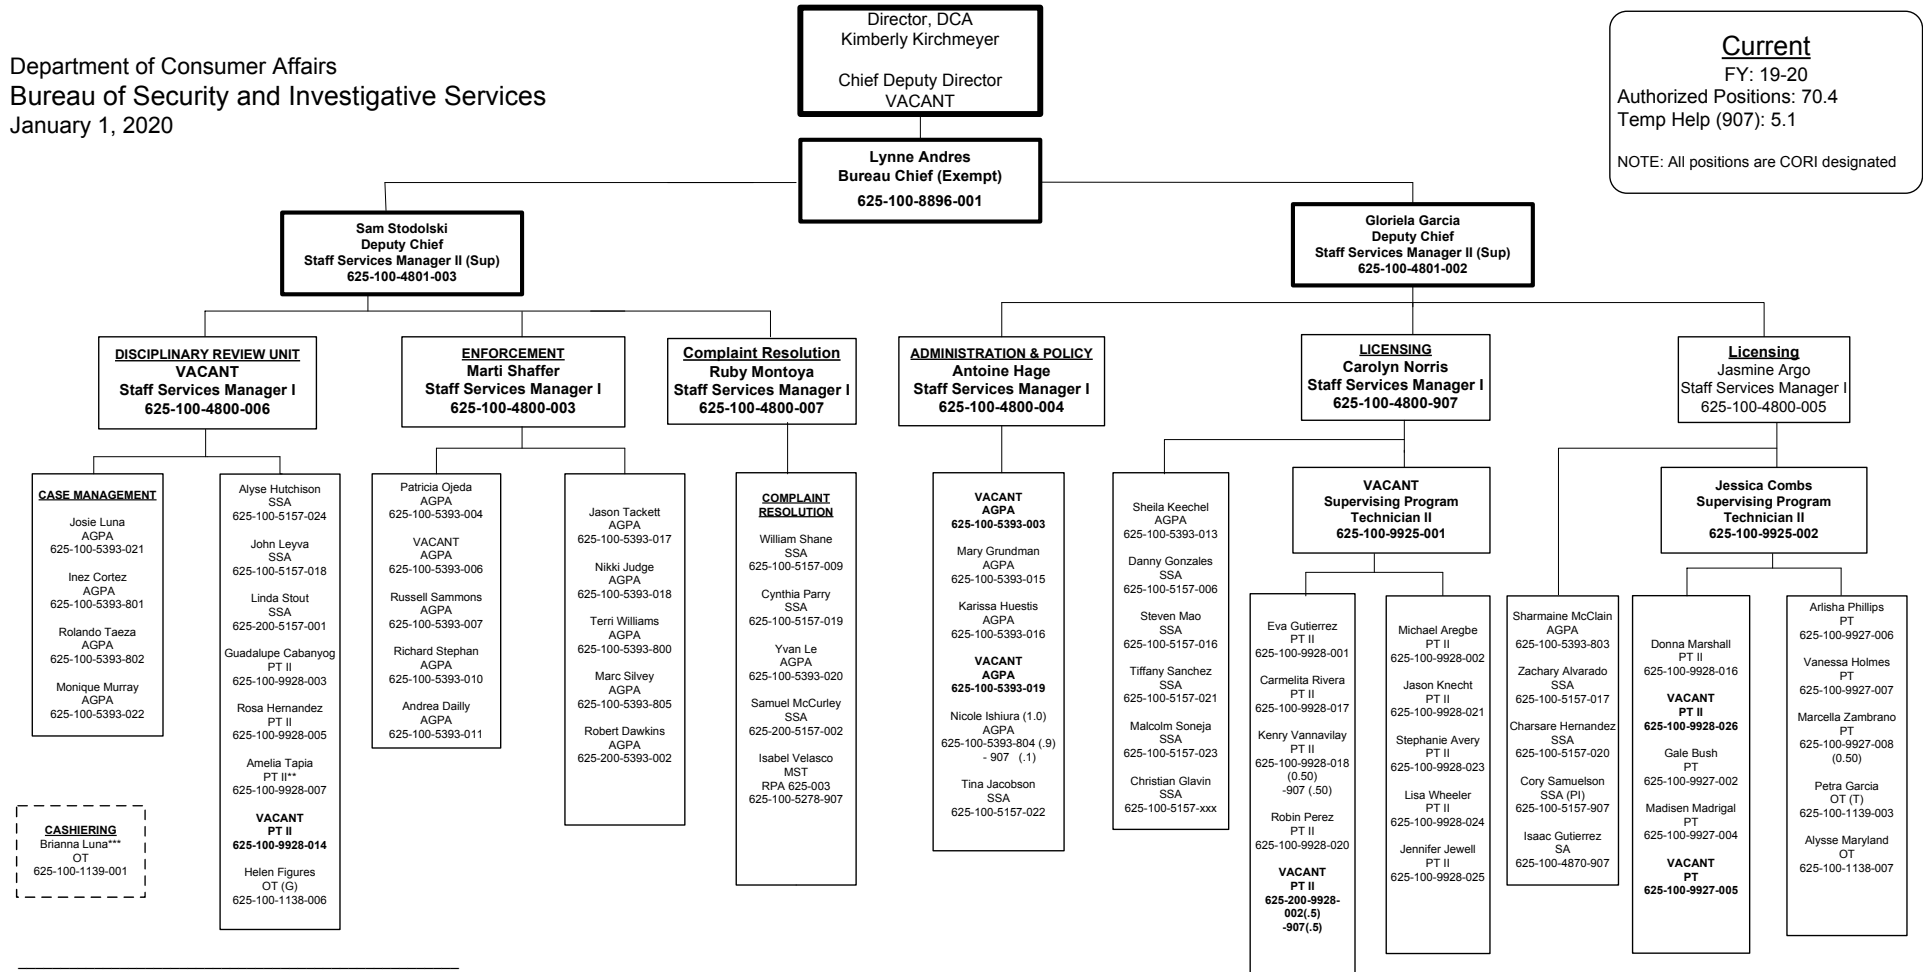 Department of Consumer Affairs
Bureau of Security and Investigative Services
January 1, 2020
Director, DCA
Kimberly Kirchmeyer
Chief Deputy Director
VACANT
Current
FY: 19-20
Authorized Positions: 70.4
Temp Help (907): 5.1
NOTE: All positions are CORI designated
Lynne Andres
Bureau Chief (Exempt)
625-100-8896-001
Sam Stodolski
Deputy Chief
Staff Services Manager II (Sup)
625-100-4801-003
Gloriela Garcia
Deputy Chief
Staff Services Manager II (Sup)
625-100-4801-002
DISCIPLINARY REVIEW UNIT
VACANT
Staff Services Manager I
625-100-4800-006
ENFORCEMENT
Marti Shaffer
Staff Services Manager I
625-100-4800-003
Complaint Resolution
Ruby Montoya
Staff Services Manager I
625-100-4800-007
ADMINISTRATION & POLICY
Antoine Hage
Staff Services Manager I
625-100-4800-004
LICENSING
Carolyn Norris
Staff Services Manager I
625-100-4800-907
Licensing
Jasmine Argo
Staff Services Manager I
625-100-4800-005
CASE MANAGEMENT
Josie Luna
AGPA
625-100-5393-021
Inez Cortez
AGPA
625-100-5393-801
Rolando Taeza
AGPA
625-100-5393-802
Monique Murray
AGPA
625-100-5393-022
CASHIERING
Brianna Luna***
OT
625-100-1139-001
Alyse Hutchison
SSA
625-100-5157-024
John Leyva
SSA
625-100-5157-018
Linda Stout
SSA
625-200-5157-001
Guadalupe Cabanyog
PT II
625-100-9928-003
Rosa Hernandez
PT II
625-100-9928-005
Amelia Tapia
PT II**
625-100-9928-007
VACANT
PT II
625-100-9928-014
Helen Figures
OT (G)
625-100-1138-006
Patricia Ojeda
AGPA
625-100-5393-004
VACANT
AGPA
625-100-5393-006
Russell Sammons
AGPA
625-100-5393-007
Richard Stephan
AGPA
625-100-5393-010
Andrea Dailly
AGPA
625-100-5393-011
Jason Tackett
AGPA
625-100-5393-017
Nikki Judge
AGPA
625-100-5393-018
Terri Williams
AGPA
625-100-5393-800
Marc Silvey
AGPA
625-100-5393-805
Robert Dawkins
AGPA
625-200-5393-002
COMPLAINT
RESOLUTION
William Shane
SSA
625-100-5157-009
Cynthia Parry
SSA
625-100-5157-019
Yvan Le
AGPA
625-100-5393-020
Samuel McCurley
SSA
625-200-5157-002
Isabel Velasco
MST
RPA 625-003
625-100-5278-907
VACANT
AGPA
625-100-5393-003
Mary Grundman
AGPA
625-100-5393-015
Karissa Huestis
AGPA
625-100-5393-016
VACANT
AGPA
625-100-5393-019
Nicole Ishiura (1.0)
AGPA
625-100-5393-804 (.9)
- 907 (.1)
Tina Jacobson
SSA
625-100-5157-022
Sheila Keechel
AGPA
625-100-5393-013
Danny Gonzales
SSA
625-100-5157-006
Steven Mao
SSA
625-100-5157-016
Tiffany Sanchez
SSA
625-100-5157-021
Malcolm Soneja
SSA
625-100-5157-023
Christian Glavin
SSA
625-100-5157-xxx
VACANT
Supervising Program
Technician II
625-100-9925-001
Eva Gutierrez
PT II
625-100-9928-001
Carmelita Rivera
PT II
625-100-9928-017
Kenry Vannavilay
PT II
625-100-9928-018
(0.50)
-907 (.50)
Robin Perez
PT II
625-100-9928-020
VACANT
PT II
625-200-9928-
002(.5)
-907(.5)
Michael Aregbe
PT II
625-100-9928-002
Jason Knecht
PT II
625-100-9928-021
Stephanie Avery
PT II
625-100-9928-023
Lisa Wheeler
PT II
625-100-9928-024
Jennifer Jewell
PT II
625-100-9928-025
Sharmaine McClain
AGPA
625-100-5393-803
Zachary Alvarado
SSA
625-100-5157-017
Charsare Hernandez
SSA
625-100-5157-020
Cory Samuelson
SSA (PI)
625-100-5157-907
Isaac Gutierrez
SA
625-100-4870-907
Jessica Combs
Supervising Program
Technician II
625-100-9925-002
Donna Marshall
PT II
625-100-9928-016
VACANT
PT II
625-100-9928-026
Gale Bush
PT
625-100-9927-002
Madisen Madrigal
PT
625-100-9927-004
VACANT
PT
625-100-9927-005
Arlisha Phillips
PT
625-100-9927-006
Vanessa Holmes
PT
625-100-9927-007
Marcella Zambrano
PT
625-100-9927-008
(0.50)
Petra Garcia
OT (T)
625-100-1139-003
Alysse Maryland
OT
625-100-1138-007